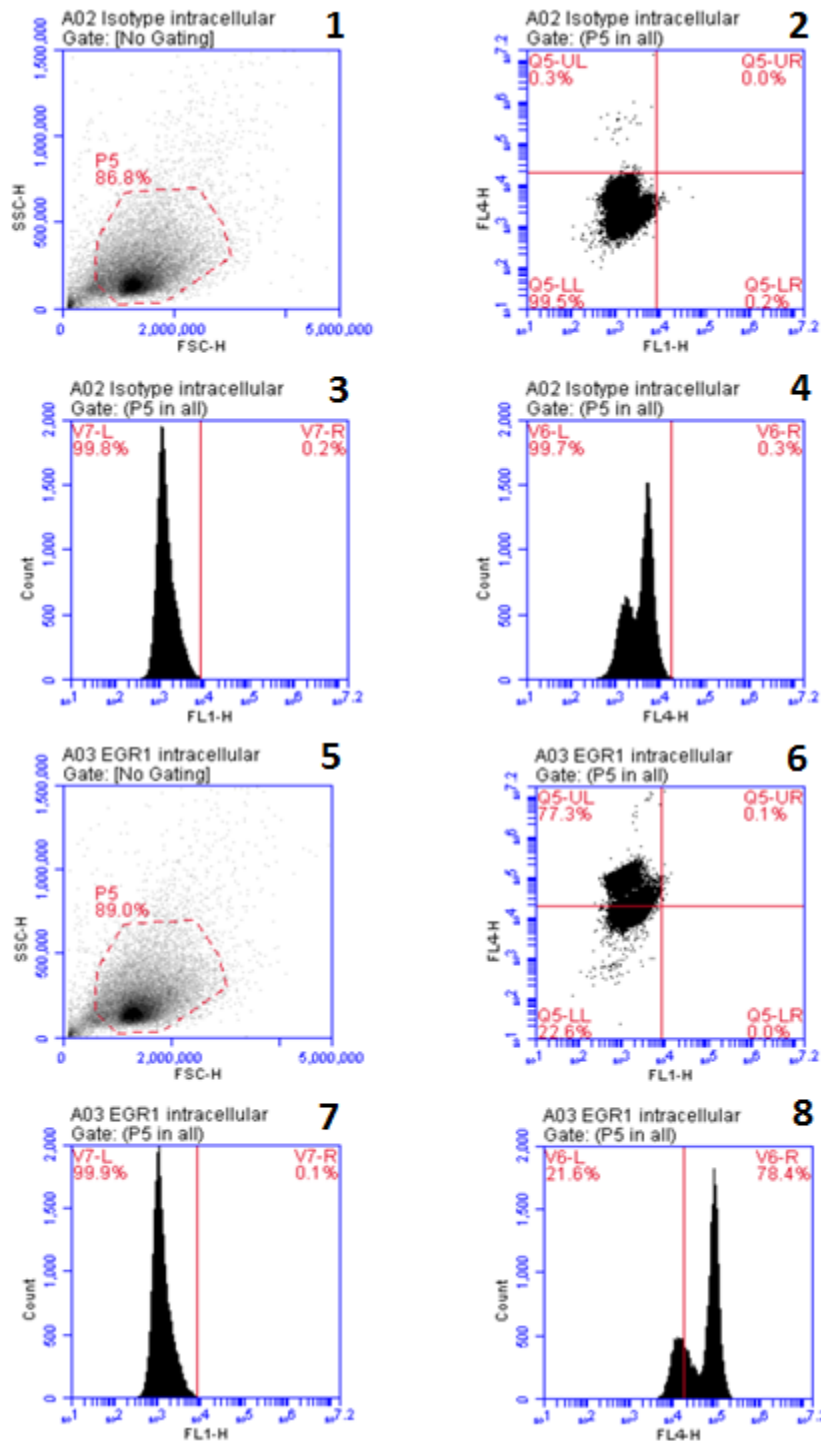 A02 Isotype intracellular
Gate: [No Gating]
1
1,500,000
1,000,000
500,000
0
SSC-H
P5
86.8%
0
2,000,000
5,000,000
FSC-H
A02 Isotype intracellular
Gate: (P5 in all)
2
Q5-UL
0.3%
Q5-UR
0.0%
Q5-LL
99.5%
Q5-LR
0.2%
FL4-H
FL1-H
A02 Isotype intracellular
Gate: (P5 in all)
3
V7-L
99.8%
V7-R
0.2%
2,000
1,500
1,000
500
0
Count
FL1-H
A02 Isotype intracellular
Gate: (P5 in all)
4
V6-L
99.7%
V6-R
0.3%
2,000
1,500
1,000
500
0
Count
FL4-H
A03 EGR1 intracellular
Gate: [No Gating]
5
1,500,000
1,000,000
500,000
0
SSC-H
P5
89.0%
0
2,000,000
5,000,000
FSC-H
A03 EGR1 intracellular
Gate: (P5 in all)
6
Q5-UL
77.3%
Q5-UR
0.1%
Q5-LL
22.6%
Q5-LR
0.0%
FL4-H
FL1-H
A03 EGR1 intracellular
Gate: (P5 in all)
7
V7-L
99.9%
V7-R
0.1%
2,000
1,500
1,000
500
0
Count
FL1-H
A03 EGR1 intracellular
Gate: (P5 in all)
8
V6-L
21.6%
V6-R
78.4%
2,000
1,500
1,000
500
0
Count
FL4-H